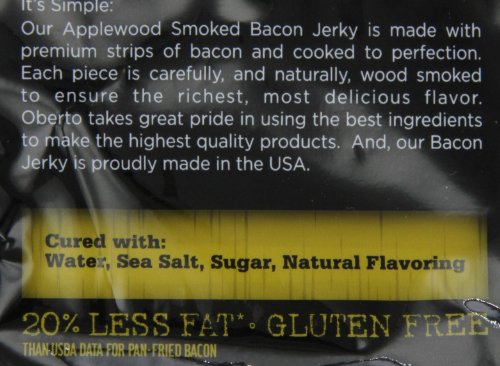 It's Simple:
Our Applewood Smoked Bacon Jerky is made with
premium strips of bacon and cooked to perfection.
Each piece is carefully, and naturally, wood smoked
to ensure the richest, most delicious flavor.
Oberto takes great pride in using the best ingredients
to make the highest quality products. And, our Bacon
Jerky is proudly made in the USA.
Cured with:
Water, Sea Salt, Sugar, Natural Flavoring
20% LESS FAT* · GLUTEN FREE
THAN USDA DATA FOR PAN-FRIED BACON